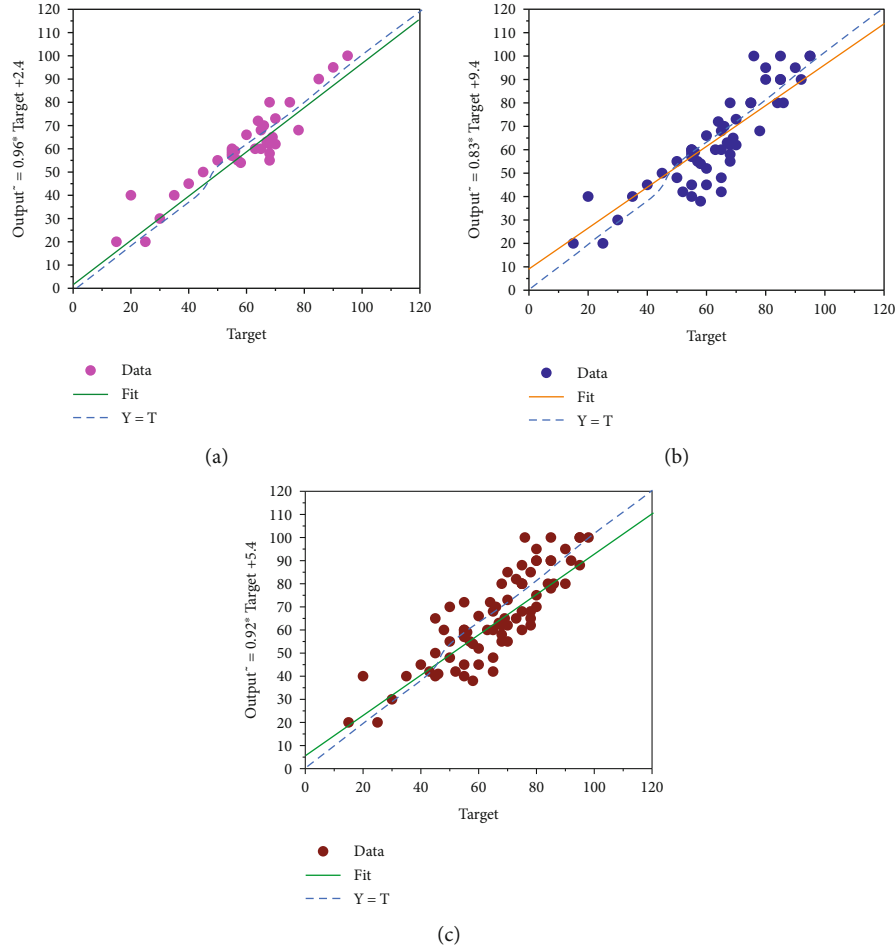 Output~ = 0.96* Target +2.4
120
110
100
90
80
70
60
50
40
30
20
10
0
0 20 40 60 80 100 120
Target
Data
Fit
Y = T
(a)
Output~ = 0.83* Target +9.4
120
110
100
90
80
70
60
50
40
30
20
10
0
0 20 40 60 80 100 120
Target
Data
Fit
Y = T
(b)
Output~ = 0.92* Target +5.4
120
110
100
90
80
70
60
50
40
30
20
10
0
0 20 40 60 80 100 120
Target
Data
Fit
Y = T
(c)